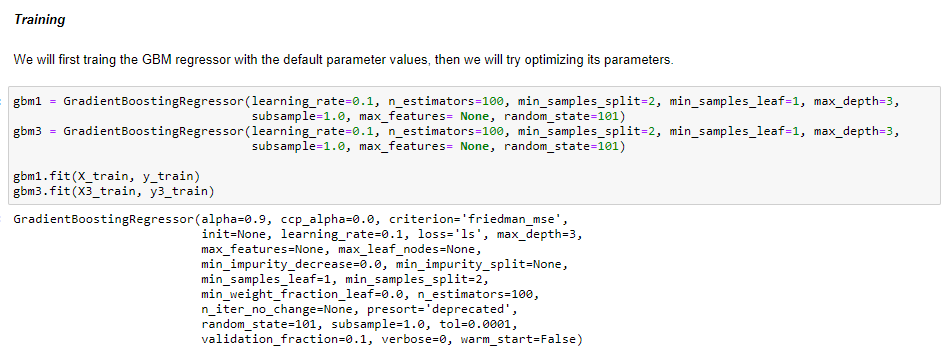 Training
We will first traing the GBM regressor with the default parameter values, then we will try optimizing its parameters.
gbm1 = GradientBoostingRegressor(learning_rate=0.1, n_estimators=100, min_samples_split=2, min_samples_leaf=1, max_depth=3,
subsample=1.0, max_features= None, random_state=101)
gbm3 = GradientBoostingRegressor(learning_rate=0.1, n_estimators=100, min_samples_split=2, min_samples_leaf=1, max_depth=3,
subsample=1.0, max_features= None, random_state=101)
gbm1.fit(X_train, y_train)
gbm3.fit(X3_train, y3_train)
GradientBoostingRegressor(alpha=0.9, ccp_alpha=0.0, criterion='friedman_mse',
init=None, learning_rate=0.1, loss='ls', max_depth=3,
max_features=None, max_leaf_nodes=None,
min_impurity_decrease=0.0, min_impurity_split=None,
min_samples_leaf=1, min_samples_split=2,
min_weight_fraction_leaf=0.0, n_estimators=100,
n_iter_no_change=None, presort='deprecated',
random_state=101, subsample=1.0, tol=0.0001,
validation_fraction=0.1, verbose=0, warm_start=False)